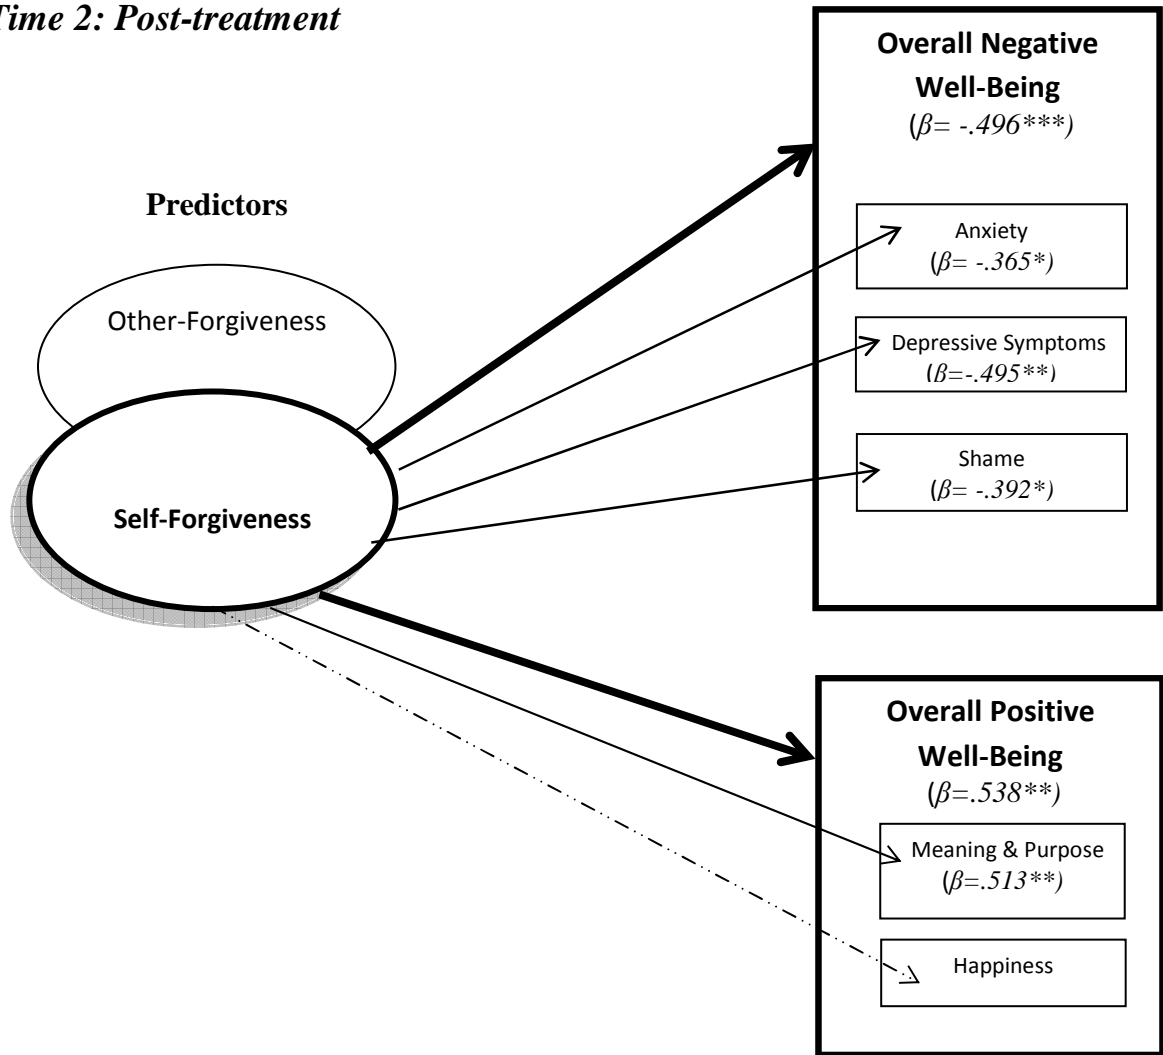 Time 2: Post-treatment
Predictors
Other-Forgiveness
Self-Forgiveness
Overall Negative
Well-Being
(β= -.496***)
Anxiety
(β= -.365*)
Depressive Symptoms
(β=-.495**)
Shame
(β= -.392*)
Overall Positive
Well-Being
(β=.538**)
Meaning & Purpose
(β=.513**)
Happiness